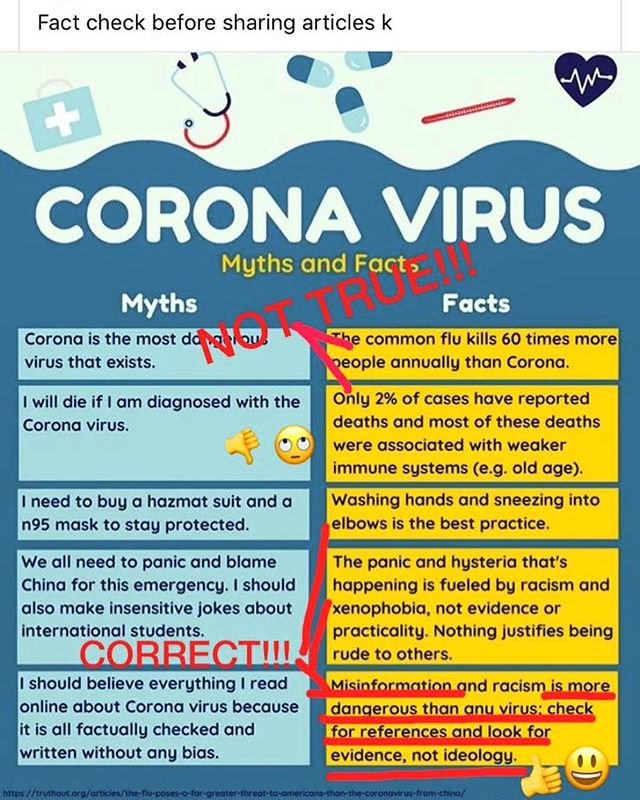 Fact check before sharing articles k
CORONA VIRUS
Myths and Facts
NOT TRUE!!!
Myths
Corona is the most dangerous
virus that exists.
I will die if I am diagnosed with the
Corona virus.
I need to buy a hazmat suit and a
n95 mask to stay protected.
We all need to panic and blame
China for this emergency. I should
also make insensitive jokes about
international students.
CORRECT!!!
I should believe everything I read
online about Corona virus because
it is all factually checked and
written without any bias.
Facts
The common flu kills 60 times more
people annually than Corona.
Only 2% of cases have reported
deaths and most of these deaths
were associated with weaker
immune systems (e.g. old age).
Washing hands and sneezing into
elbows is the best practice.
The panic and hysteria that's
happening is fueled by racism and
xenophobia, not evidence or
practicality. Nothing justifies being
rude to others.
Misinformation and racism is more
dangerous than any virus: check
for references and look for
evidence, not ideology.
https://truthout.org/articles/the-flu-poses-a-far-greater-threat-to-americans-than-the-coronavirus-from-china/